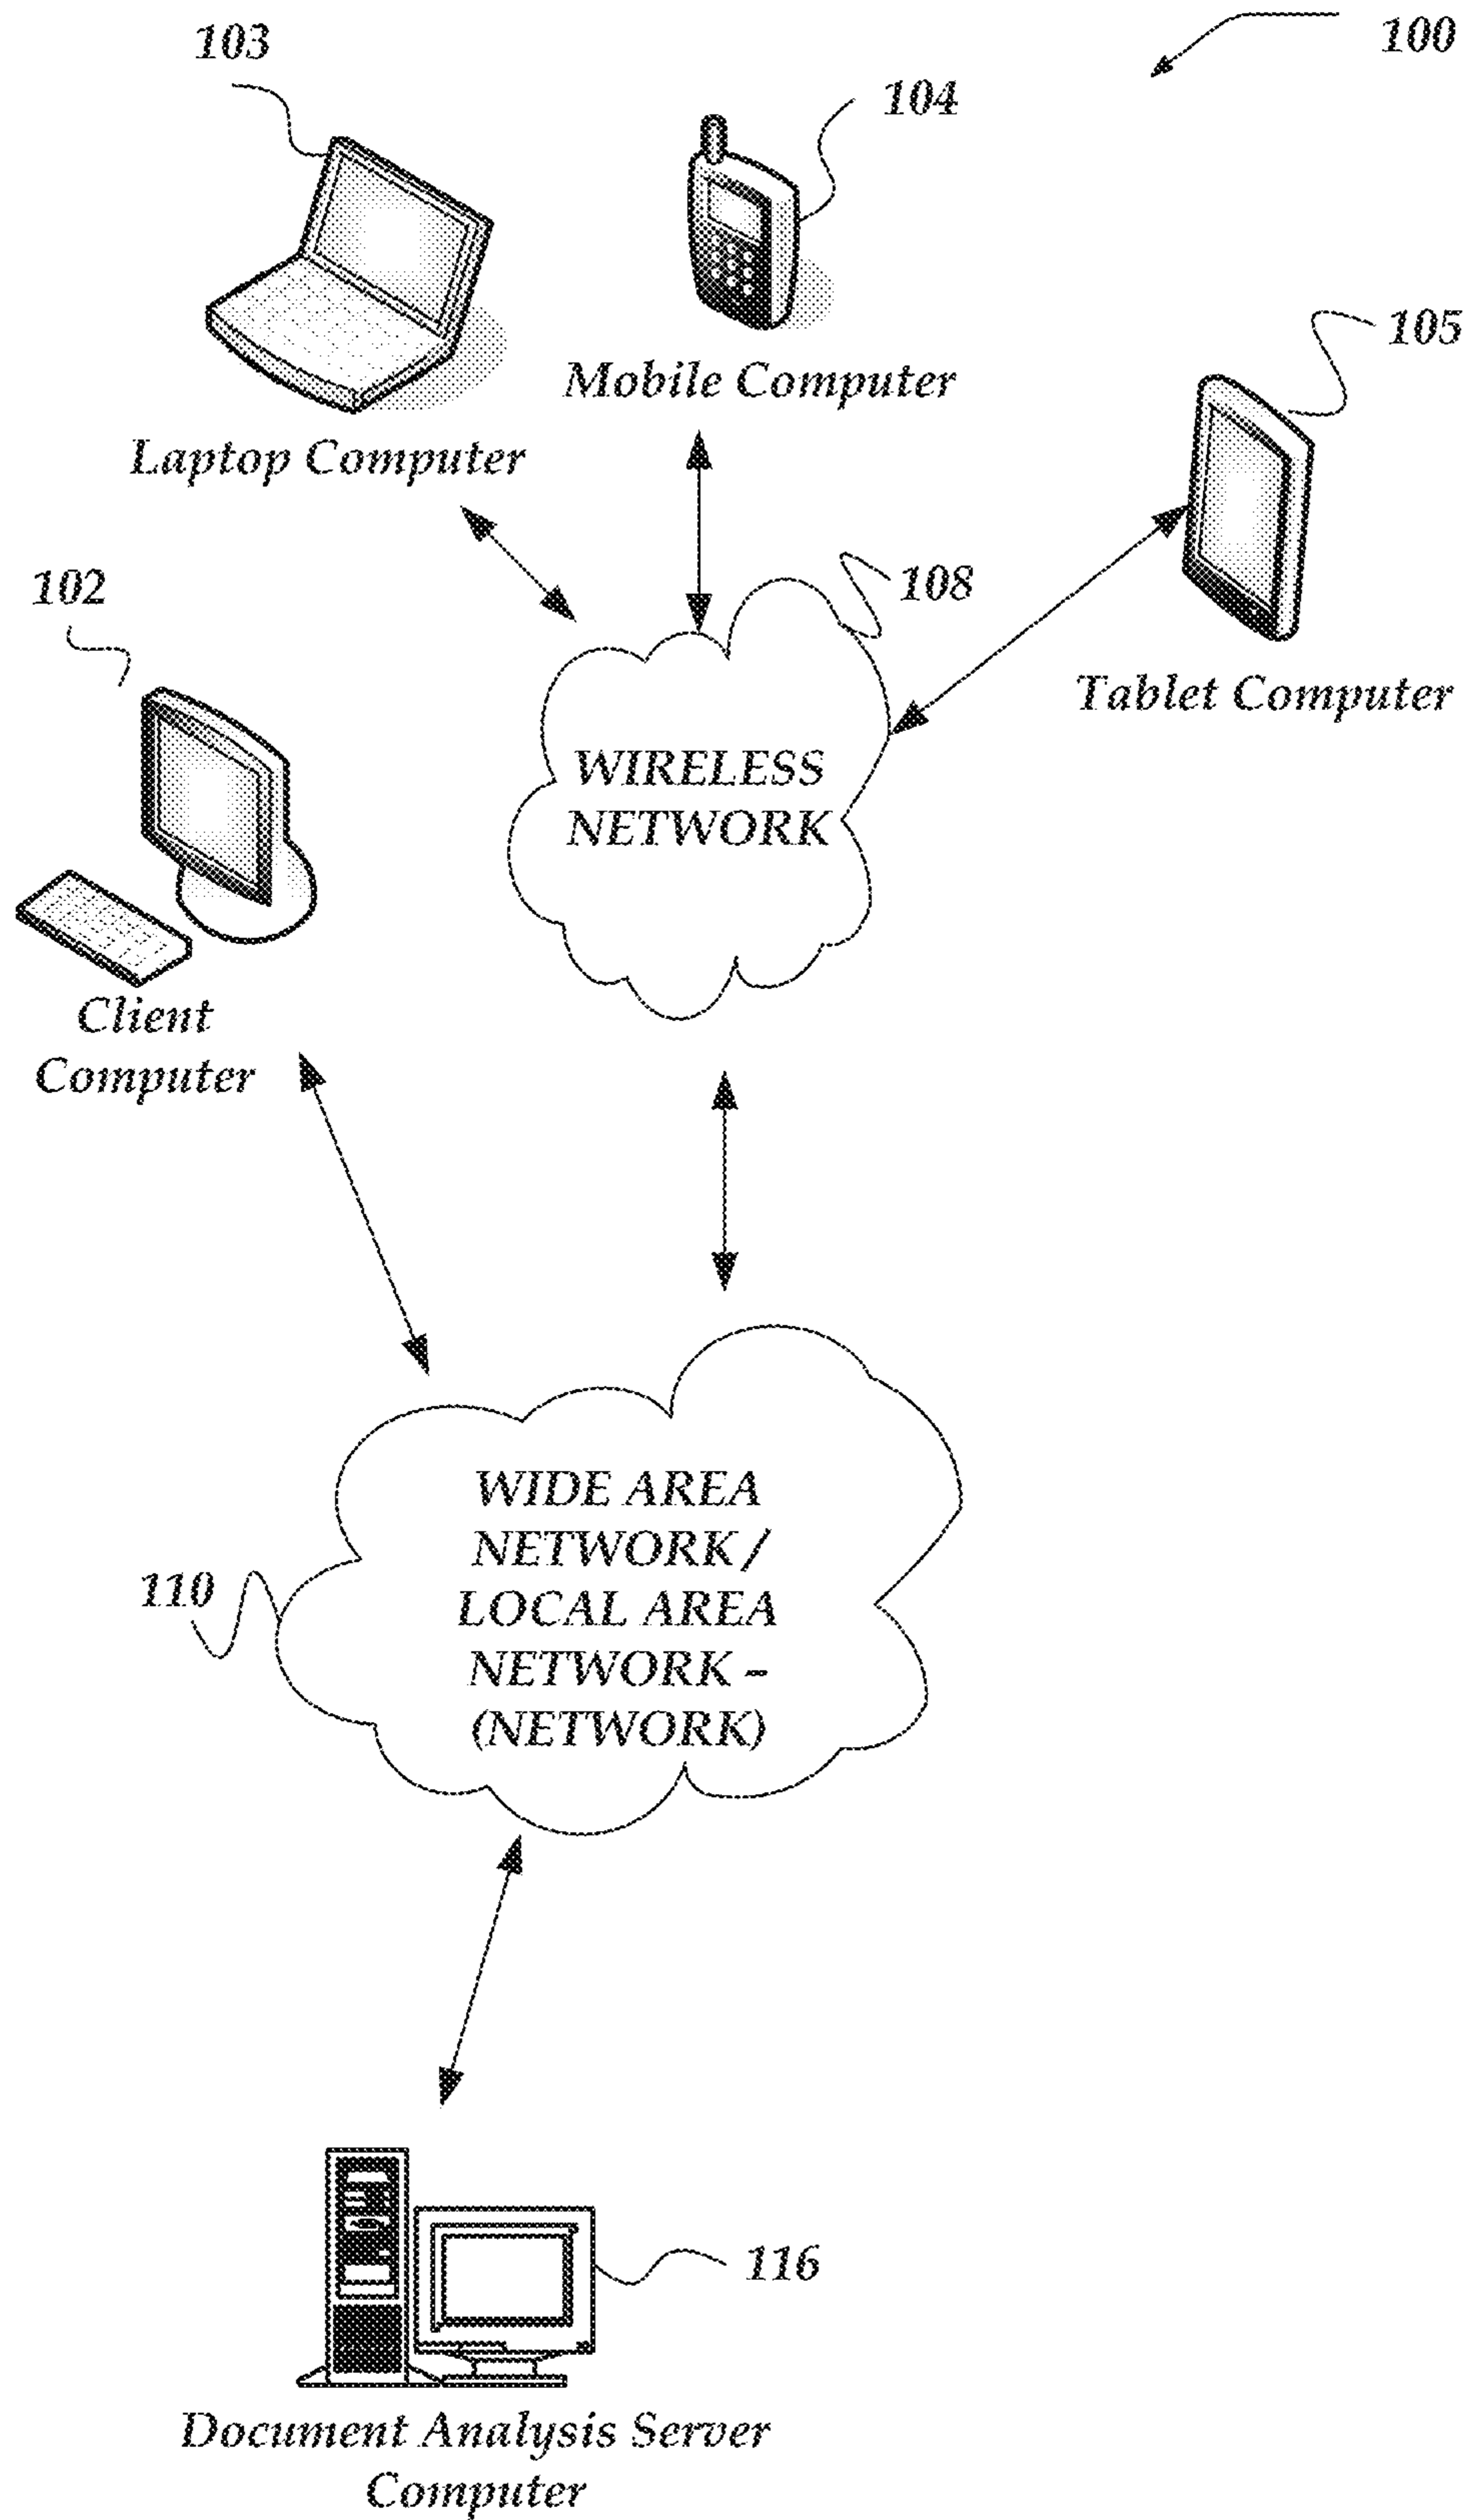 100
103
104
Mobile Computer
105
Laptop Computer
102
108
Tablet Computer
WIRELESS
NETWORK
Client
Computer
WIDE AREA
NETWORK /
LOCAL AREA
NETWORK –
(NETWORK)
110
116
Document Analysis Server
Computer